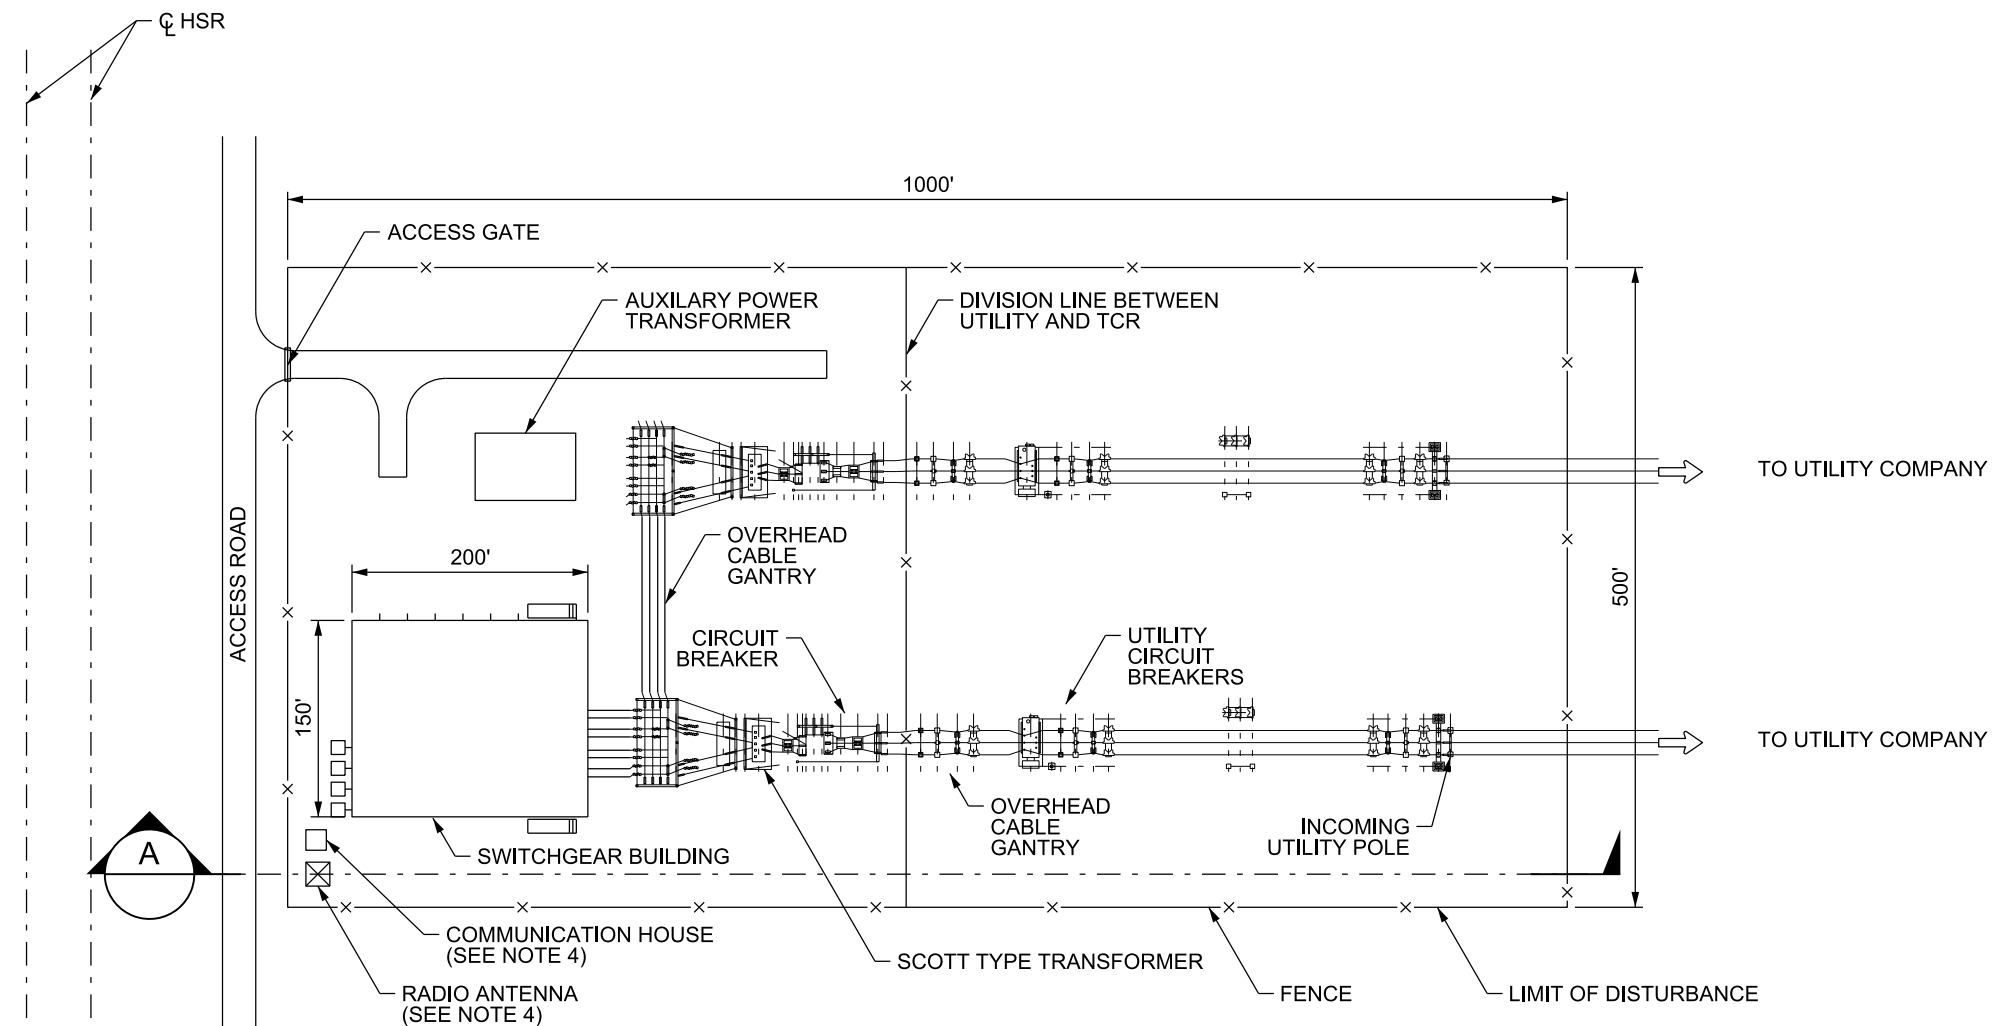 ℄ HSR
1000'
ACCESS GATE
AUXILARY POWER
TRANSFORMER
DIVISION LINE BETWEEN
UTILITY AND TCR
TO UTILITY COMPANY
ACCESS ROAD
OVERHEAD
CABLE
GANTRY
200'
500'
CIRCUIT
BREAKER
UTILITY
CIRCUIT
BREAKERS
150'
TO UTILITY COMPANY
OVERHEAD
CABLE
GANTRY
INCOMING
UTILITY POLE
A
SWITCHGEAR BUILDING
COMMUNICATION HOUSE
(SEE NOTE 4)
SCOTT TYPE TRANSFORMER
RADIO ANTENNA
(SEE NOTE 4)
FENCE
LIMIT OF DISTURBANCE